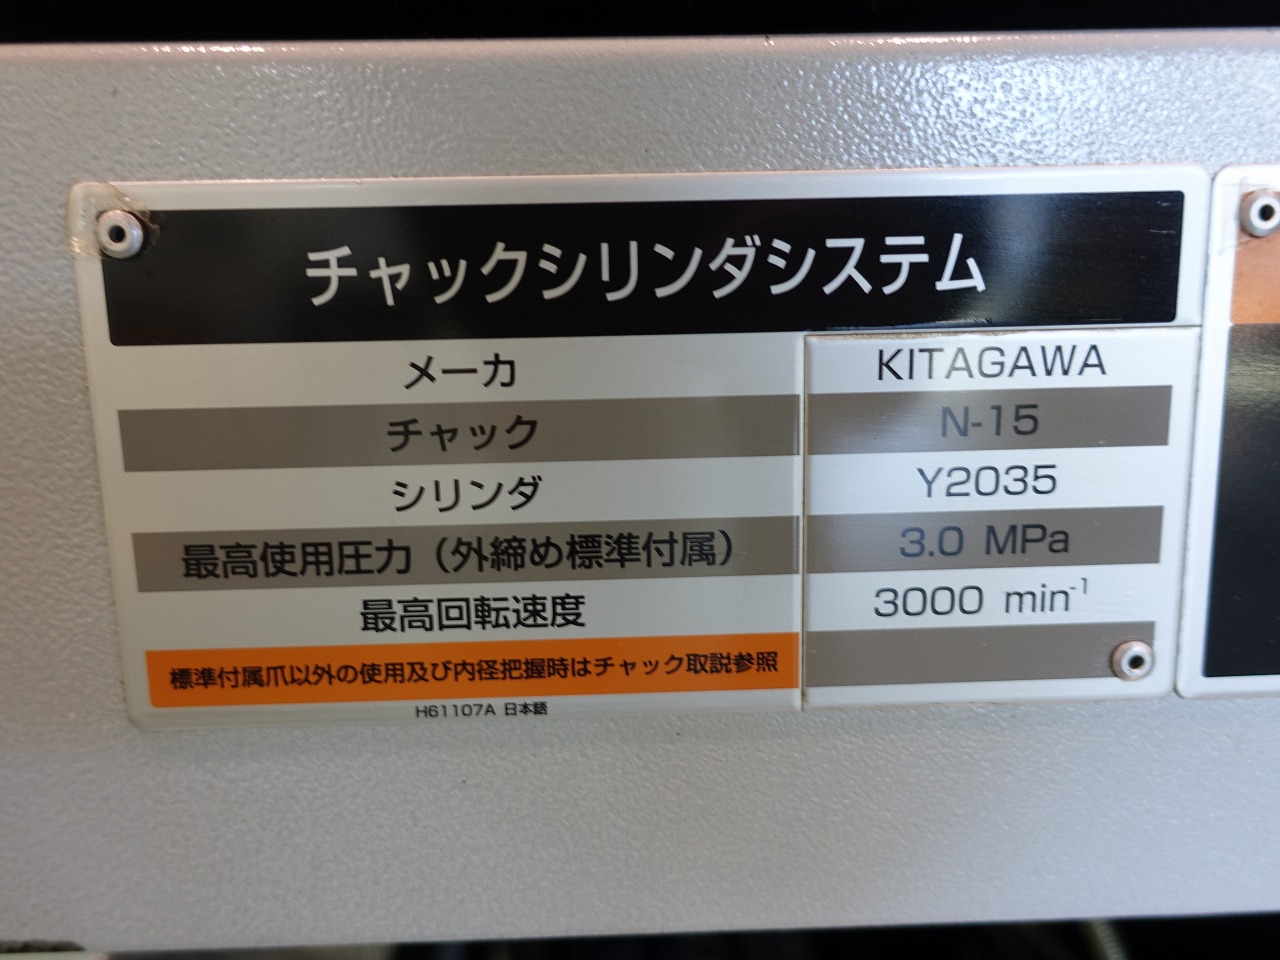 チャックシリンダシステム
メーカ KITAGAWA
チャック N-15
シリンダ Y2035
最高使用圧力（外締め標準付属） 3.0 MPa
最高回転速度 3000 min⁻¹
標準付属爪以外の使用及び内径把握時はチャック取説参照
H61107A 日本語